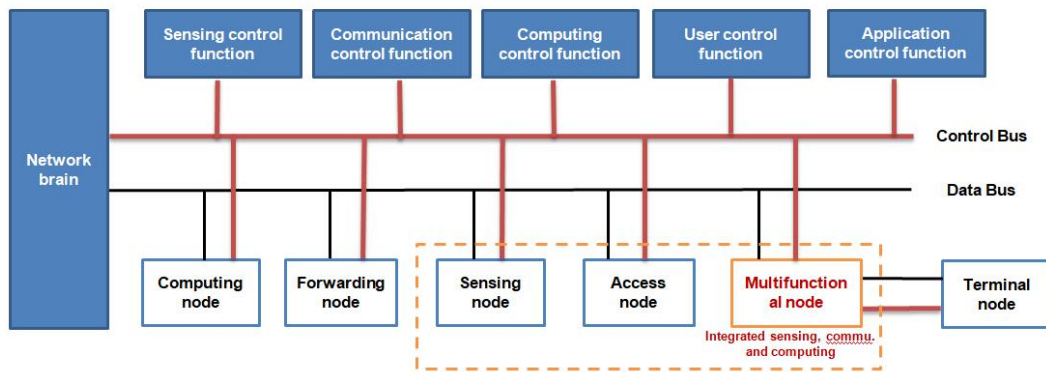 Sensing control
function
Communication
control function
Computing
control function
User control
function
Application
control function
Network
brain
Control Bus
Data Bus
Computing
node
Forwarding
node
Sensing
node
Access
node
Multifunction
al node
Terminal
node
Integrated sensing, commu.
and computing